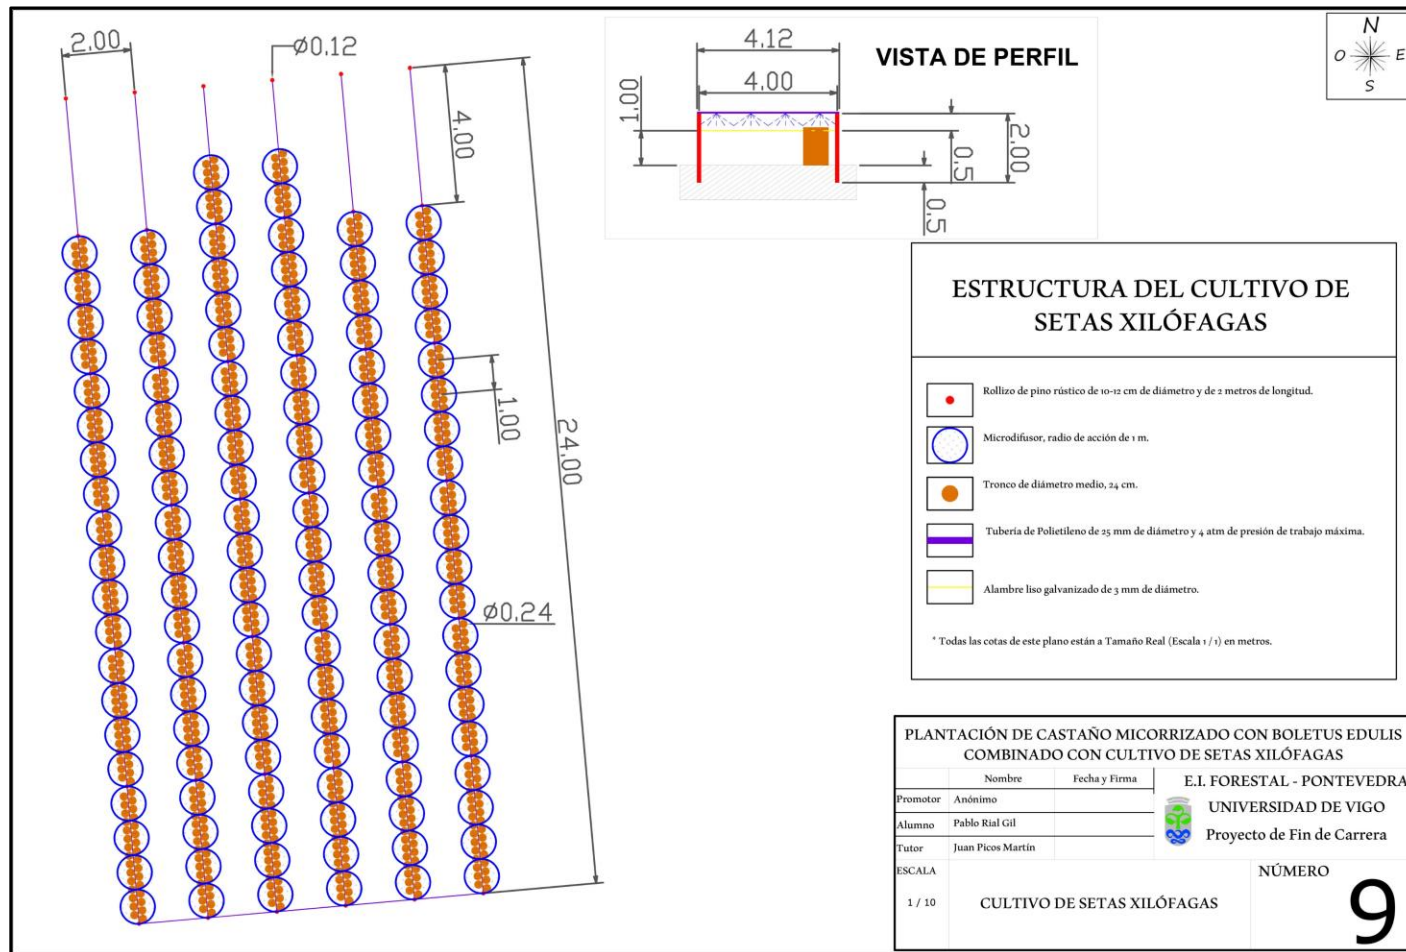 2.00
ø0.12
4.00
24.00
1.00
ø0.24
4.12
VISTA DE PERFIL
4.00
1.00
0.5
2.00
0.5
N
O
E
S
ESTRUCTURA DEL CULTIVO DE
SETAS XILÓFAGAS
Rollizo de pino rústico de 10-12 cm de diámetro y de 2 metros de longitud.
Microdifusor, radio de acción de 1 m.
Tronco de diámetro medio, 24 cm.
Tubería de Polietileno de 25 mm de diámetro y 4 atm de presión de trabajo máxima.
Alambre liso galvanizado de 3 mm de diámetro.
* Todas las cotas de este plano están a Tamaño Real (Escala 1 / 1) en metros.
PLANTACIÓN DE CASTAÑO MICORRIZADO CON BOLETUS EDULIS
COMBINADO CON CULTIVO DE SETAS XILÓFAGAS
Nombre Fecha y Firma
Promotor Anónimo
Alumno Pablo Rial Gil
Tutor Juan Picos Martín
E.I. FORESTAL - PONTEVEDRA
UNIVERSIDAD DE VIGO
Proyecto de Fin de Carrera
ESCALA
1 / 10
CULTIVO DE SETAS XILÓFAGAS
NÚMERO
9